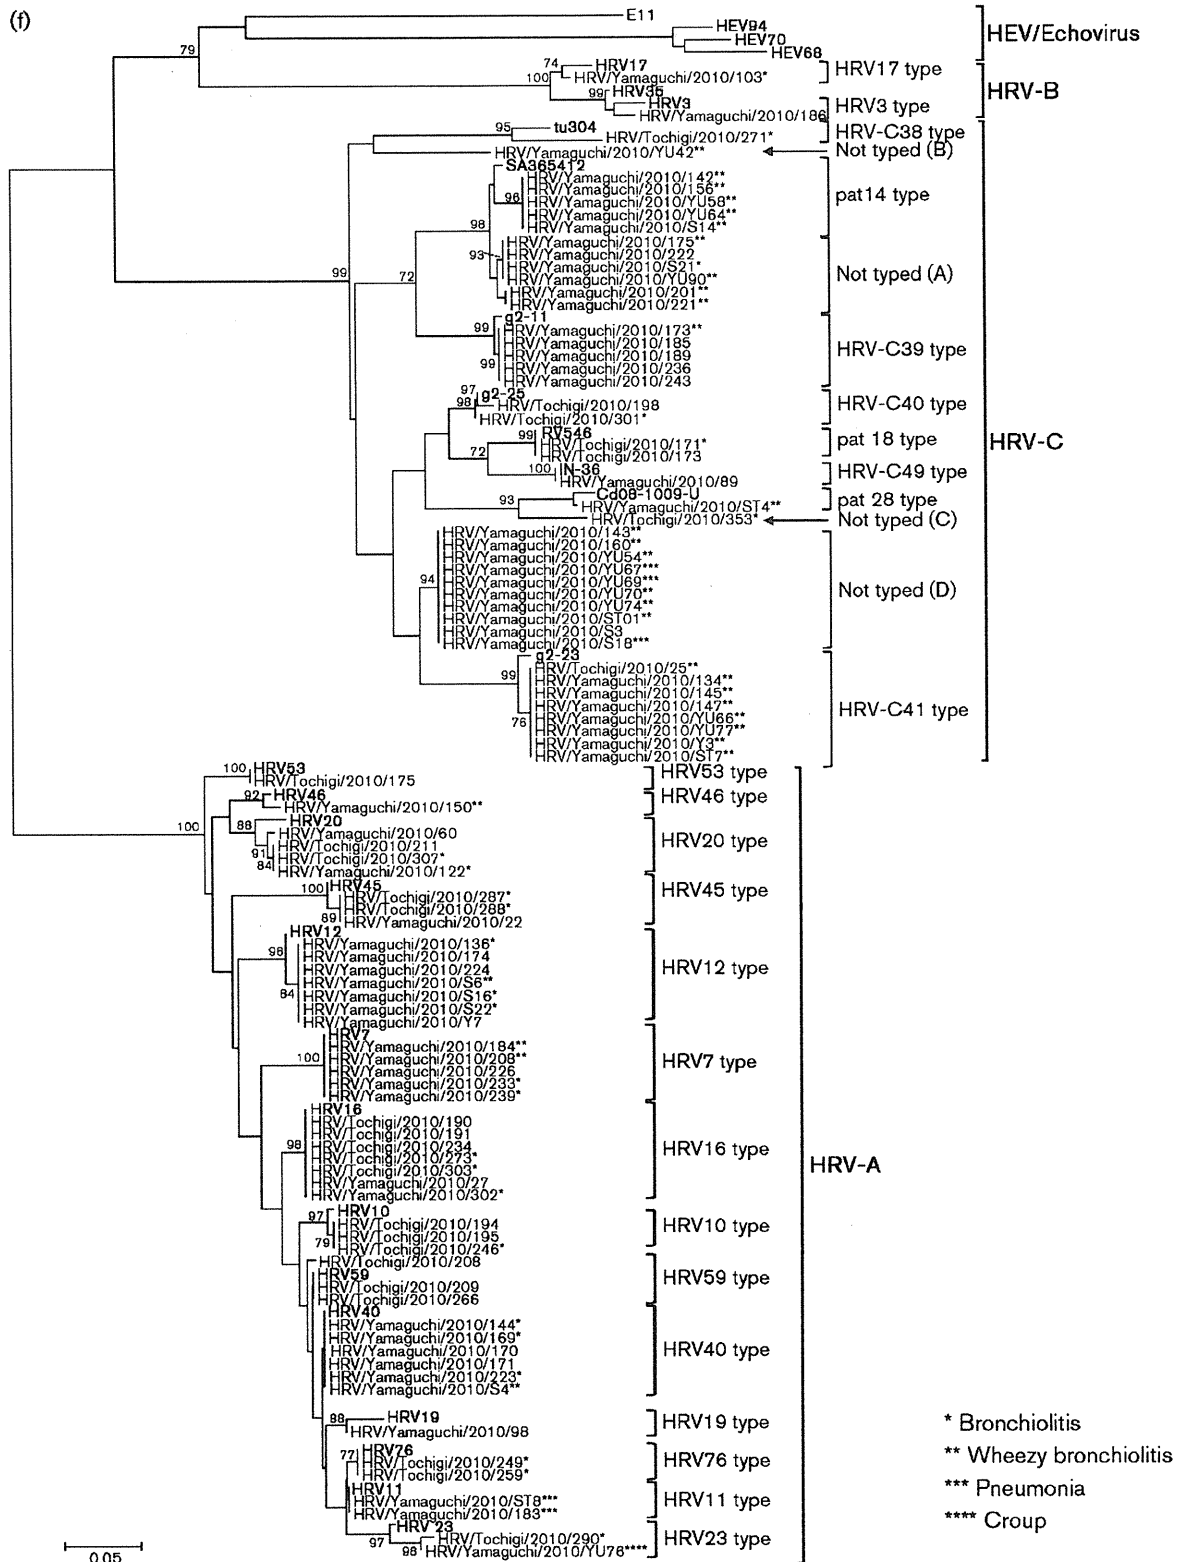 (f)
E11
HEV94
HEV70
HEV68
HEV/Echovirus
79
74
HRV17
HRV/Yamaguchi/2010/103*
HRV17 type
100
99
HRV35
HRV3
HRV/Yamaguchi/2010/186
HRV3 type
HRV-B
95
tu304
HRV/Tochigi/2010/271*
HRV-C38 type
HRV/Yamaguchi/2010/YU42**
Not typed (B)
SA365412
HRV/Yamaguchi/2010/142**
HRV/Yamaguchi/2010/156**
96
HRV/Yamaguchi/2010/YU58**
HRV/Yamaguchi/2010/YU64**
HRV/Yamaguchi/2010/S14**
pat14 type
98
HRV/Yamaguchi/2010/175**
93
HRV/Yamaguchi/2010/222
HRV/Yamaguchi/2010/S21*
HRV/Yamaguchi/2010/YU90**
HRV/Yamaguchi/2010/201**
HRV/Yamaguchi/2010/221**
Not typed (A)
99
72
g2-11
99
HRV/Yamaguchi/2010/173**
HRV/Yamaguchi/2010/185
HRV/Yamaguchi/2010/189
99
HRV/Yamaguchi/2010/236
HRV/Yamaguchi/2010/243
HRV-C39 type
97
g2-25
98
HRV/Tochigi/2010/198
HRV/Tochigi/2010/301*
HRV-C40 type
99
RV546
HRV/Tochigi/2010/171*
HRV/Tochigi/2010/173
pat 18 type
72
100
IN-36
HRV/Yamaguchi/2010/89
HRV-C49 type
93
Cd08-1009-U
HRV/Yamaguchi/2010/ST4**
pat 28 type
HRV/Tochigi/2010/353*
Not typed (C)
HRV-C
HRV/Yamaguchi/2010/143**
HRV/Yamaguchi/2010/160**
HRV/Yamaguchi/2010/YU54**
HRV/Yamaguchi/2010/YU67***
94
HRV/Yamaguchi/2010/YU69***
HRV/Yamaguchi/2010/YU70**
HRV/Yamaguchi/2010/YU74**
HRV/Yamaguchi/2010/ST01**
HRV/Yamaguchi/2010/S3
HRV/Yamaguchi/2010/S18***
Not typed (D)
g2-23
99
HRV/Tochigi/2010/25**
HRV/Yamaguchi/2010/134**
HRV/Yamaguchi/2010/145**
HRV/Yamaguchi/2010/147**
76
HRV/Yamaguchi/2010/YU66**
HRV/Yamaguchi/2010/YU77**
HRV/Yamaguchi/2010/Y3**
HRV/Yamaguchi/2010/ST7**
HRV-C41 type
100
HRV53
HRV/Tochigi/2010/175
HRV53 type
92
HRV46
HRV/Yamaguchi/2010/150**
HRV46 type
100
88
HRV20
HRV/Yamaguchi/2010/60
HRV/Tochigi/2010/211
91
HRV/Tochigi/2010/307*
84
HRV/Yamaguchi/2010/122*
HRV20 type
100
HRV45
HRV/Tochigi/2010/287*
HRV/Tochigi/2010/288*
89
HRV/Yamaguchi/2010/22
HRV45 type
HRV12
98
HRV/Yamaguchi/2010/136*
HRV/Yamaguchi/2010/174
HRV/Yamaguchi/2010/224
HRV/Yamaguchi/2010/S6**
84
HRV/Yamaguchi/2010/S16*
HRV/Yamaguchi/2010/S22*
HRV/Yamaguchi/2010/Y7
HRV12 type
HRV7
HRV/Yamaguchi/2010/184**
100
HRV/Yamaguchi/2010/208**
HRV/Yamaguchi/2010/226
HRV/Yamaguchi/2010/233*
HRV/Yamaguchi/2010/239*
HRV7 type
HRV16
HRV/Tochigi/2010/190
HRV/Tochigi/2010/191
98
HRV/Tochigi/2010/234
HRV/Tochigi/2010/273*
HRV/Tochigi/2010/303*
HRV/Yamaguchi/2010/27
HRV/Yamaguchi/2010/302*
HRV16 type
HRV-A
97
HRV10
HRV/Tochigi/2010/194
HRV/Tochigi/2010/195
79
HRV/Tochigi/2010/246*
HRV10 type
HRV/Tochigi/2010/208
HRV59
HRV/Tochigi/2010/209
HRV/Tochigi/2010/266
HRV59 type
HRV40
HRV/Yamaguchi/2010/144*
HRV/Yamaguchi/2010/169*
HRV/Yamaguchi/2010/170
HRV/Yamaguchi/2010/171
HRV/Yamaguchi/2010/223*
HRV/Yamaguchi/2010/S4**
HRV40 type
88
HRV19
HRV/Yamaguchi/2010/98
HRV19 type
77
HRV76
HRV/Tochigi/2010/249*
HRV/Tochigi/2010/259*
HRV76 type
HRV11
HRV/Yamaguchi/2010/ST8***
HRV/Yamaguchi/2010/183***
HRV11 type
HRV 23
97
HRV/Tochigi/2010/290*
98
HRV/Yamaguchi/2010/YU76****
HRV23 type
* Bronchiolitis
** Wheezy bronchiolitis
*** Pneumonia
**** Croup
0.05